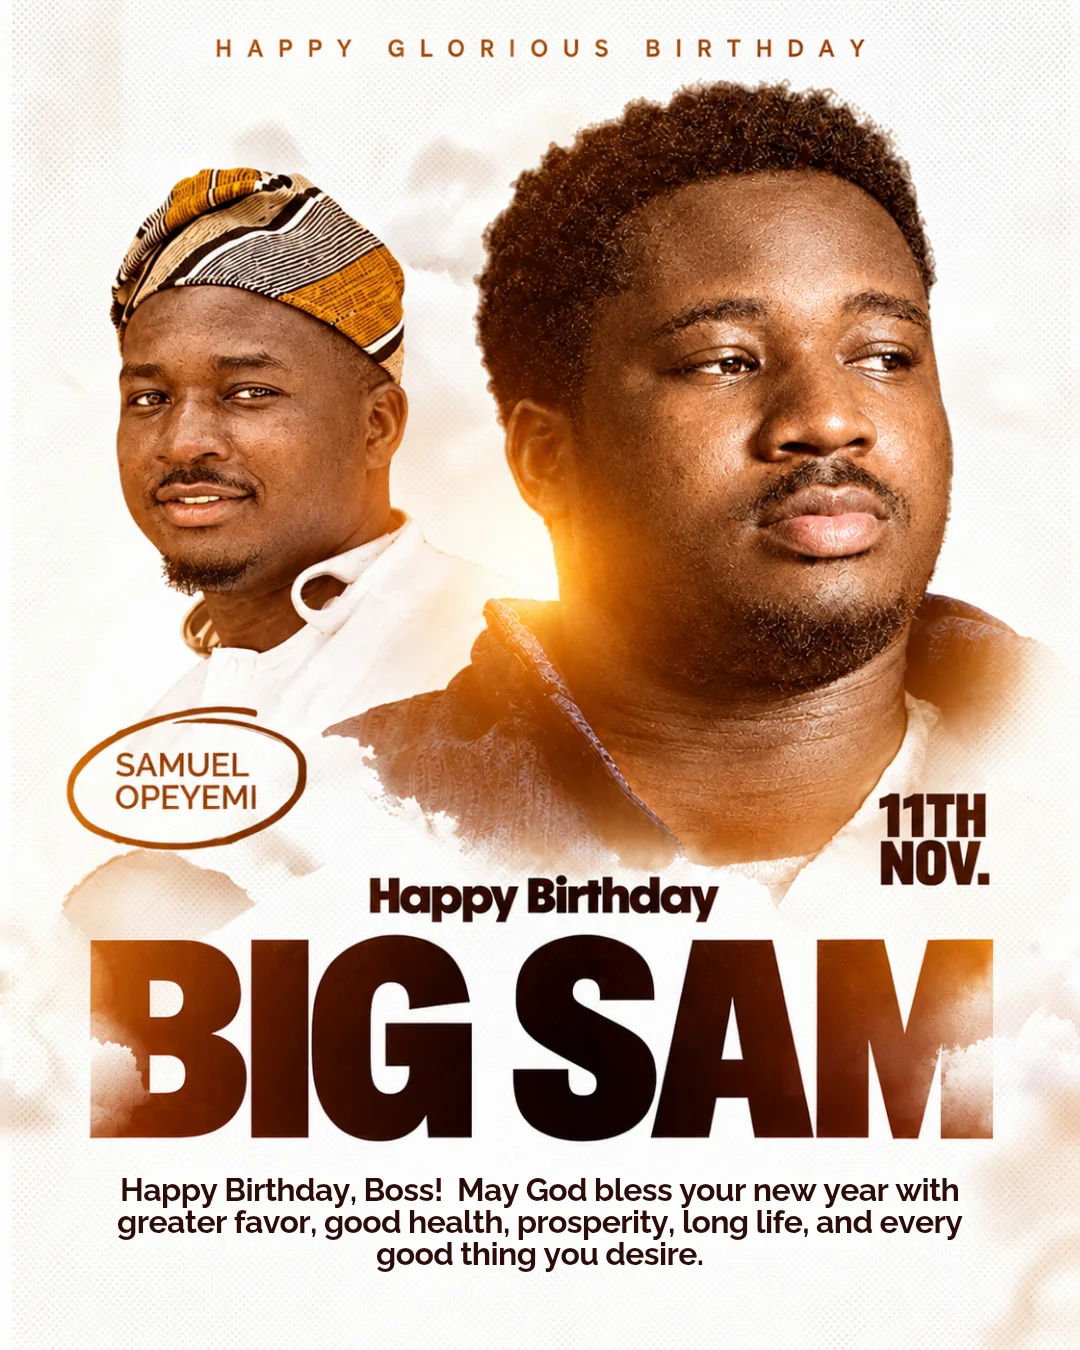 HAPPY GLORIOUS BIRTHDAY
SAMUEL
OPEYEMI
11TH
NOV.
Happy Birthday
BIG SAM
Happy Birthday, Boss!  May God bless your new year with
greater favor, good health, prosperity, long life, and every
good thing you desire.